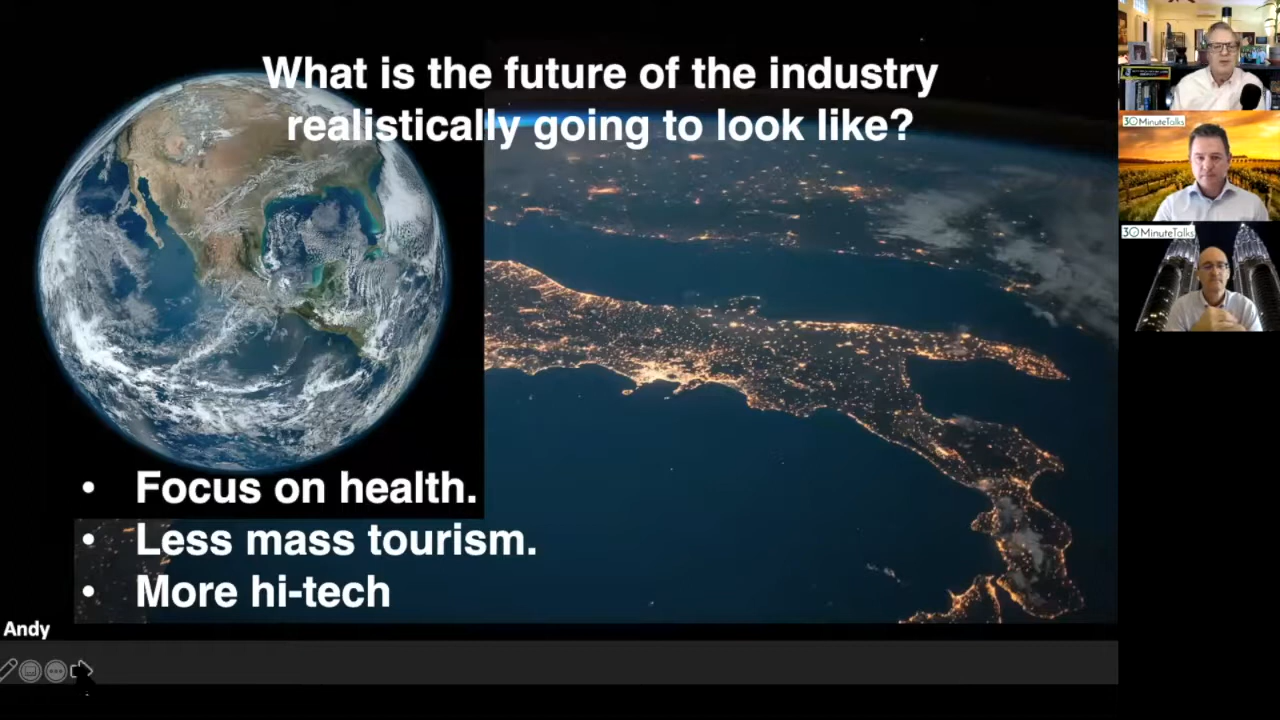 What is the future of the industry
realistically going to look like?
• Focus on health.
• Less mass tourism.
• More hi-tech
Andy
30MinuteTalks
30MinuteTalks